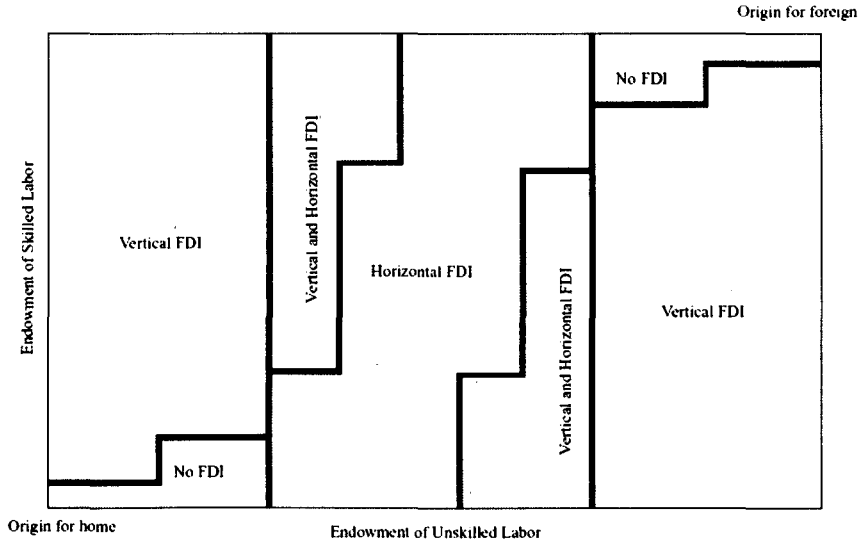 Origin for foreign
No FDI
Vertical and Horizontal FDI
Endowment of Skilled Labor
Vertical FDI
Horizontal FDI
Vertical and Horizontal FDI
Vertical FDI
No FDI
Origin for home
Endowment of Unskilled Labor